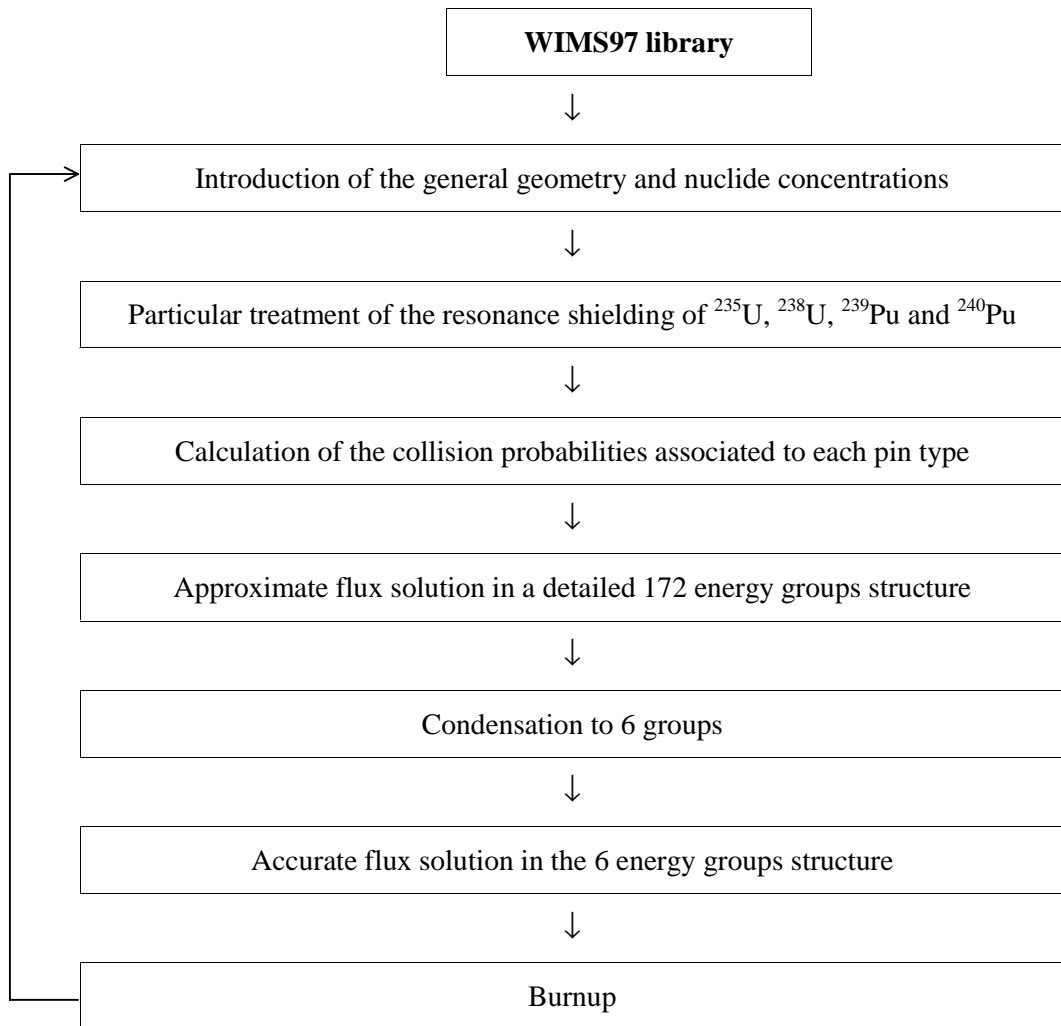 WIMS97 library
↓
Introduction of the general geometry and nuclide concentrations
↓
Particular treatment of the resonance shielding of ²³⁵U, ²³⁸U, ²³⁹Pu and ²⁴⁰Pu
↓
Calculation of the collision probabilities associated to each pin type
↓
Approximate flux solution in a detailed 172 energy groups structure
↓
Condensation to 6 groups
↓
Accurate flux solution in the 6 energy groups structure
↓
Burnup